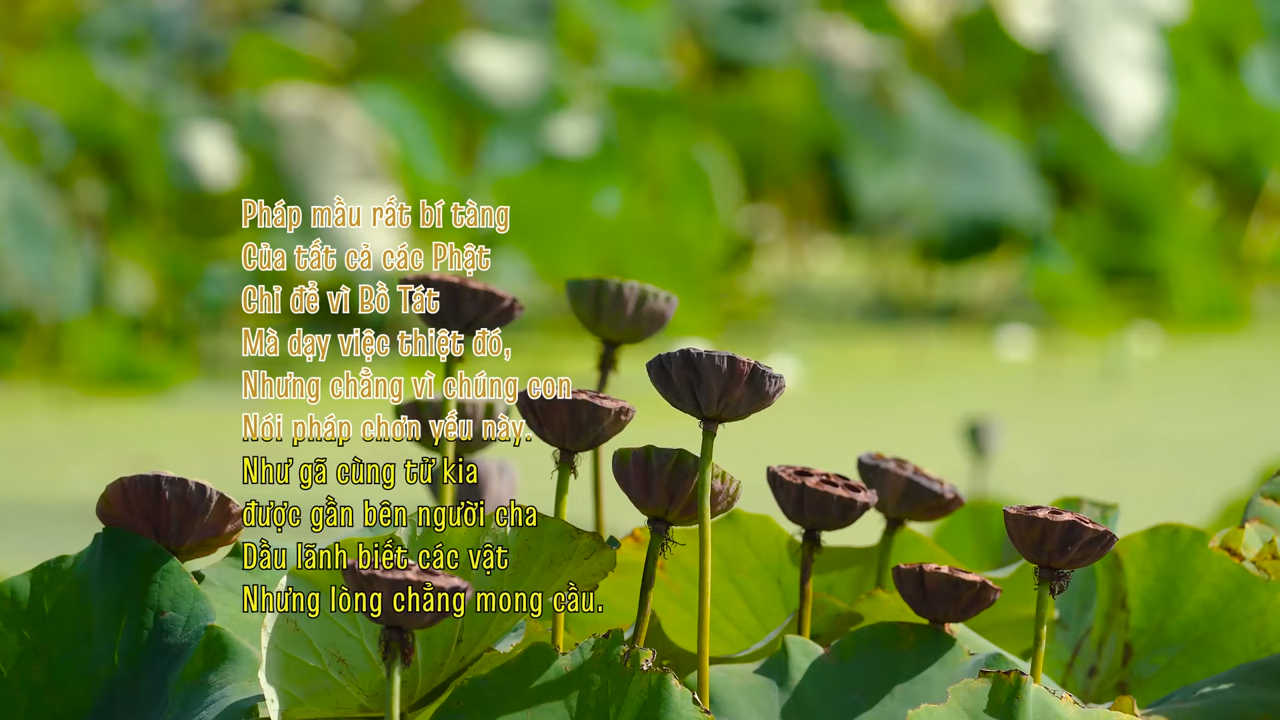 Pháp mầu rất bí tàng
Của tất cả các Phật
Chỉ để vì Bồ Tát
Mà dạy việc thiệt đó,
Nhưng chẳng vì chúng con
Nói pháp chơn yếu này.
Như gã cùng tử kia
được gần bên người cha
Dầu lãnh biết các vật
Nhưng lòng chẳng mong cầu.